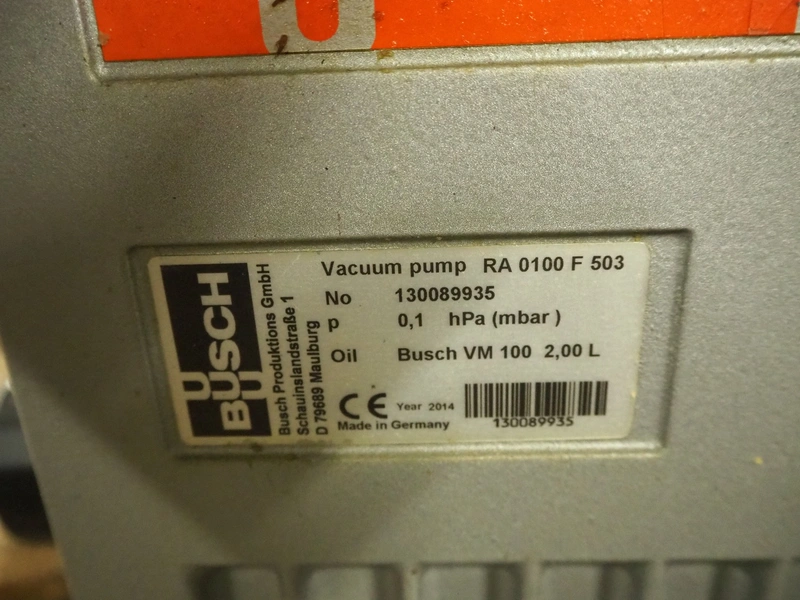 BUSCH
Busch Produktions GmbH
Schauinslandstraße 1
D 79689 Maulburg
Vacuum pump RA 0100 F 503
No 130089935
p 0,1 hPa (mbar )
Oil Busch VM 100 2,00 L
CE Year 2014
Made in Germany
130089935